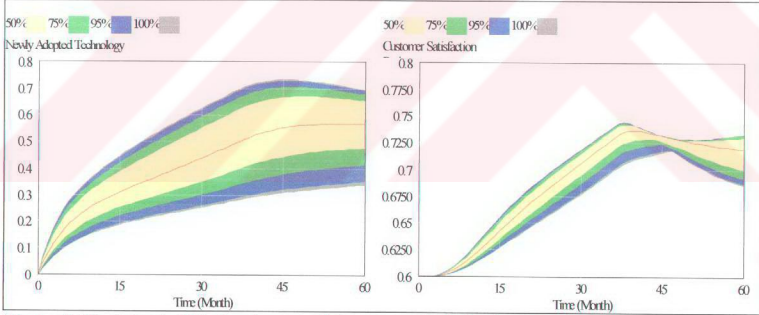 50% 75% 95% 100%
Newly Adopted Technology
0.8
0.7
0.6
0.5
0.4
0.3
0.2
0.1
0
0 15 30 45 60
Time (Month)
50% 75% 95% 100%
Customer Satisfaction
0.8
0.7750
0.75
0.7250
0.7
0.6750
0.65
0.6250
0.6
0 15 30 45 60
Time (Month)